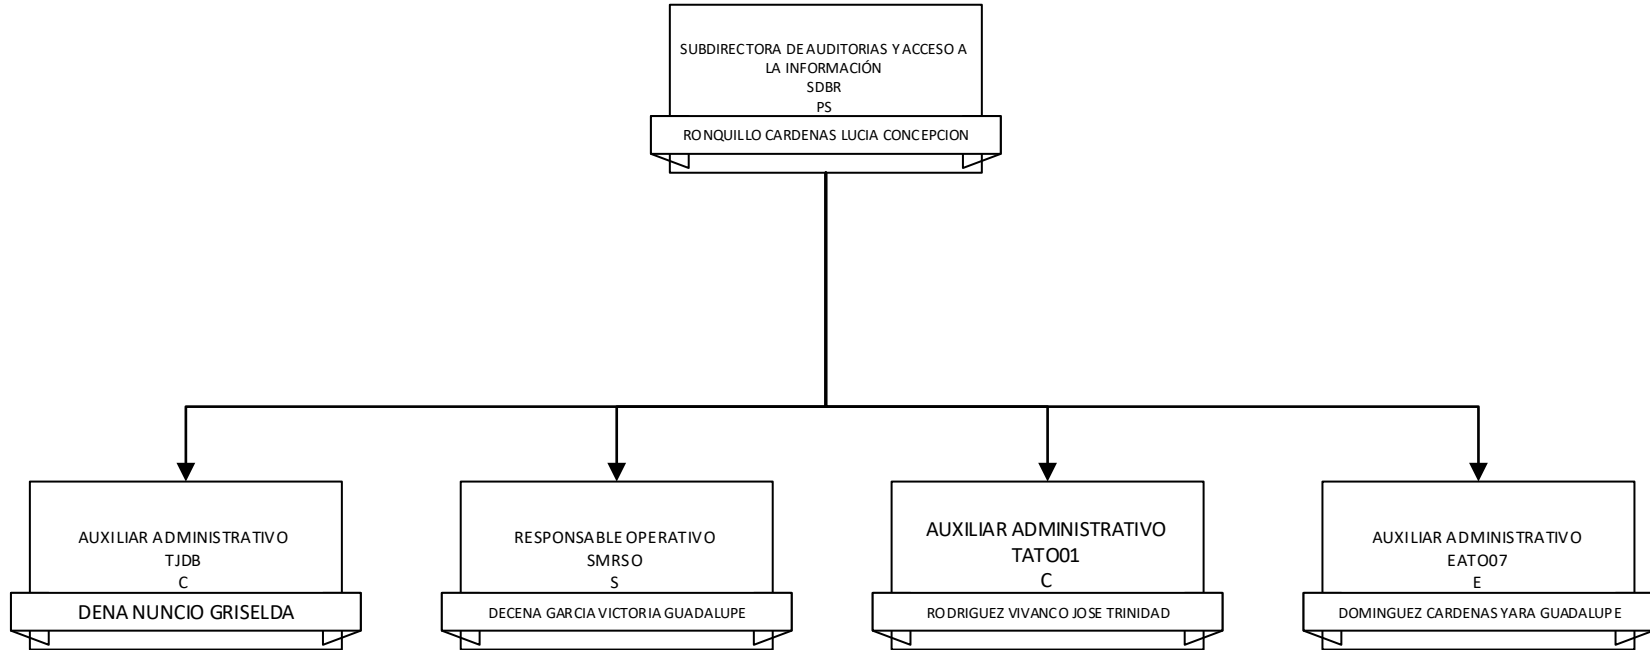 SUBDIRECTORA DE AUDITORIAS Y ACCESO A
LA INFORMACIÓN
SDBR
PS
RONQUILLO CARDENAS LUCIA CONCEPCION
AUXILIAR ADMINISTRATIVO
TJDB
C
DENA NUNCIO GRISELDA
RESPONSABLE OPERATIVO
SMRSO
S
DECENA GARCIA VICTORIA GUADALUPE
AUXILIAR ADMINISTRATIVO
TATO01
C
RODRIGUEZ VIVANCO JOSE TRINIDAD
AUXILIAR ADMINISTRATIVO
EATO07
E
DOMINGUEZ CARDENAS YARA GUADALUPE